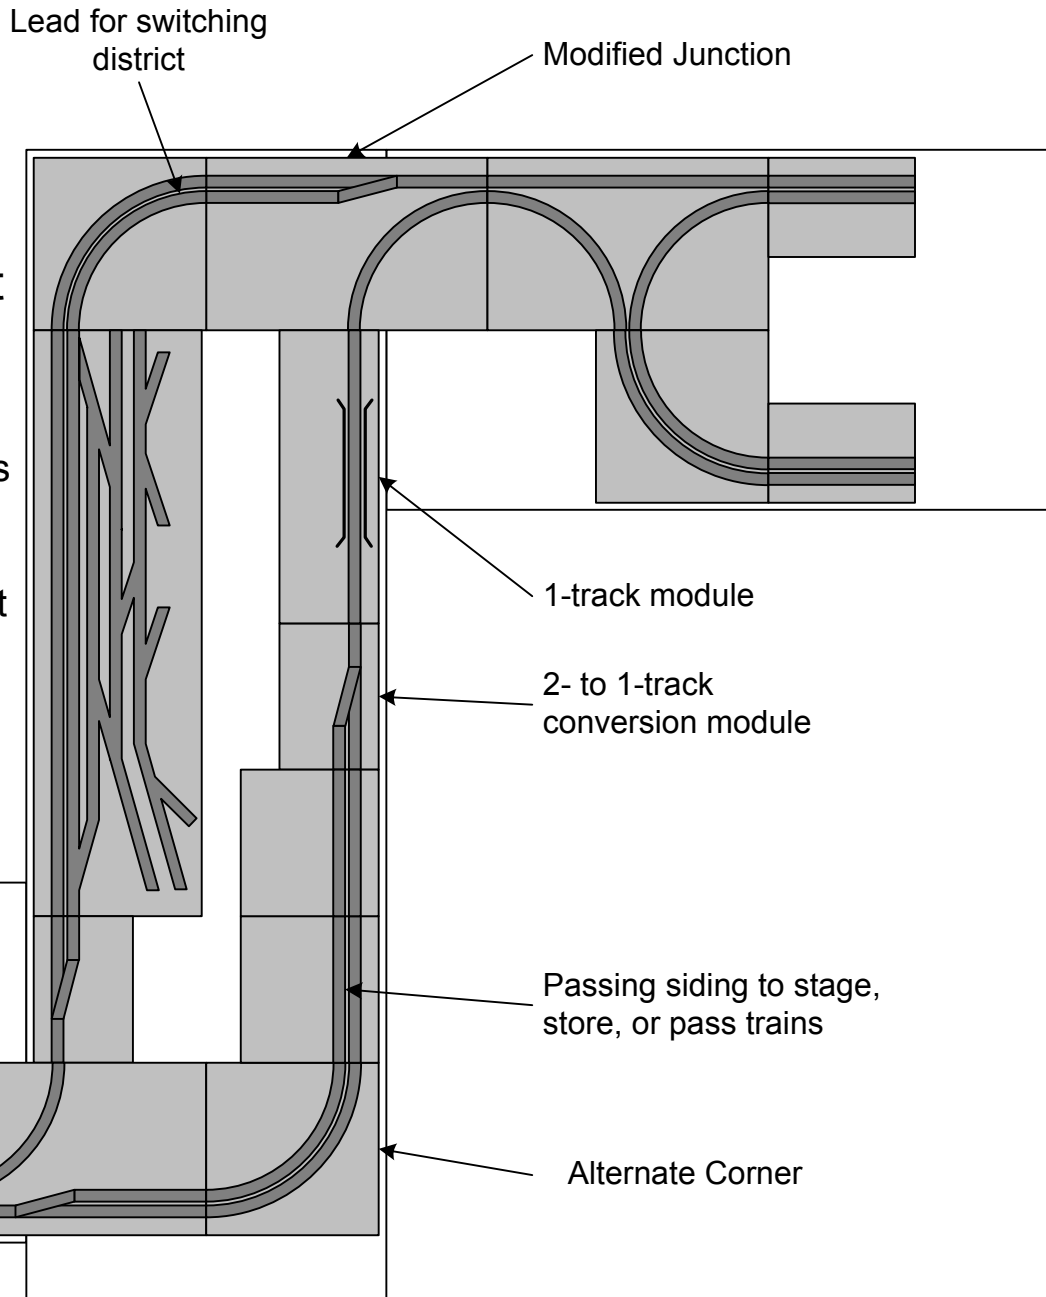 Lead for switching
district
Modified Junction
s
t
1-track module
2- to 1-track
conversion module
Passing siding to stage,
store, or pass trains
Alternate Corner